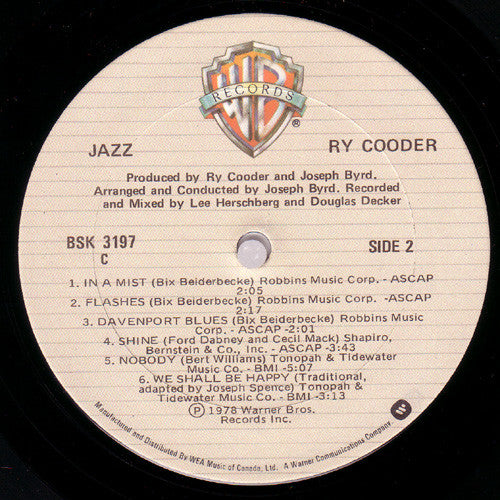 WB
RECORDS
®
JAZZ
RY COODER
Produced by Ry Cooder and Joseph Byrd.
Arranged and Conducted by Joseph Byrd. Recorded
and Mixed by Lee Herschberg and Douglas Decker
BSK 3197
C
SIDE 2
1. IN A MIST (Bix Beiderbecke) Robbins Music Corp. -ASCAP
2:05
2. FLASHES (Bix Beiderbecke) Robbins Music Corp. -ASCAP
2:17
3. DAVENPORT BLUES (Bix Beiderbecke) Robbins Music
Corp. - ASCAP -2:01
4. SHINE (Ford Dabney and Cecil Mack) Shapiro,
Bernstein & Co., Inc. - ASCAP -3:43
5. NOBODY (Bert Williams) Tonopah & Tidewater
Music Co. - BMI -5:07
6. WE SHALL BE HAPPY (Traditional,
adapted by Joseph Spence) Tonopah &
Tidewater Music Co. - BMI -3:13
Ⓟ 1978 Warner Bros.
Records Inc.
Manufactured and Distributed By WEA Music of Canada, Ltd. A Warner Communications Company.